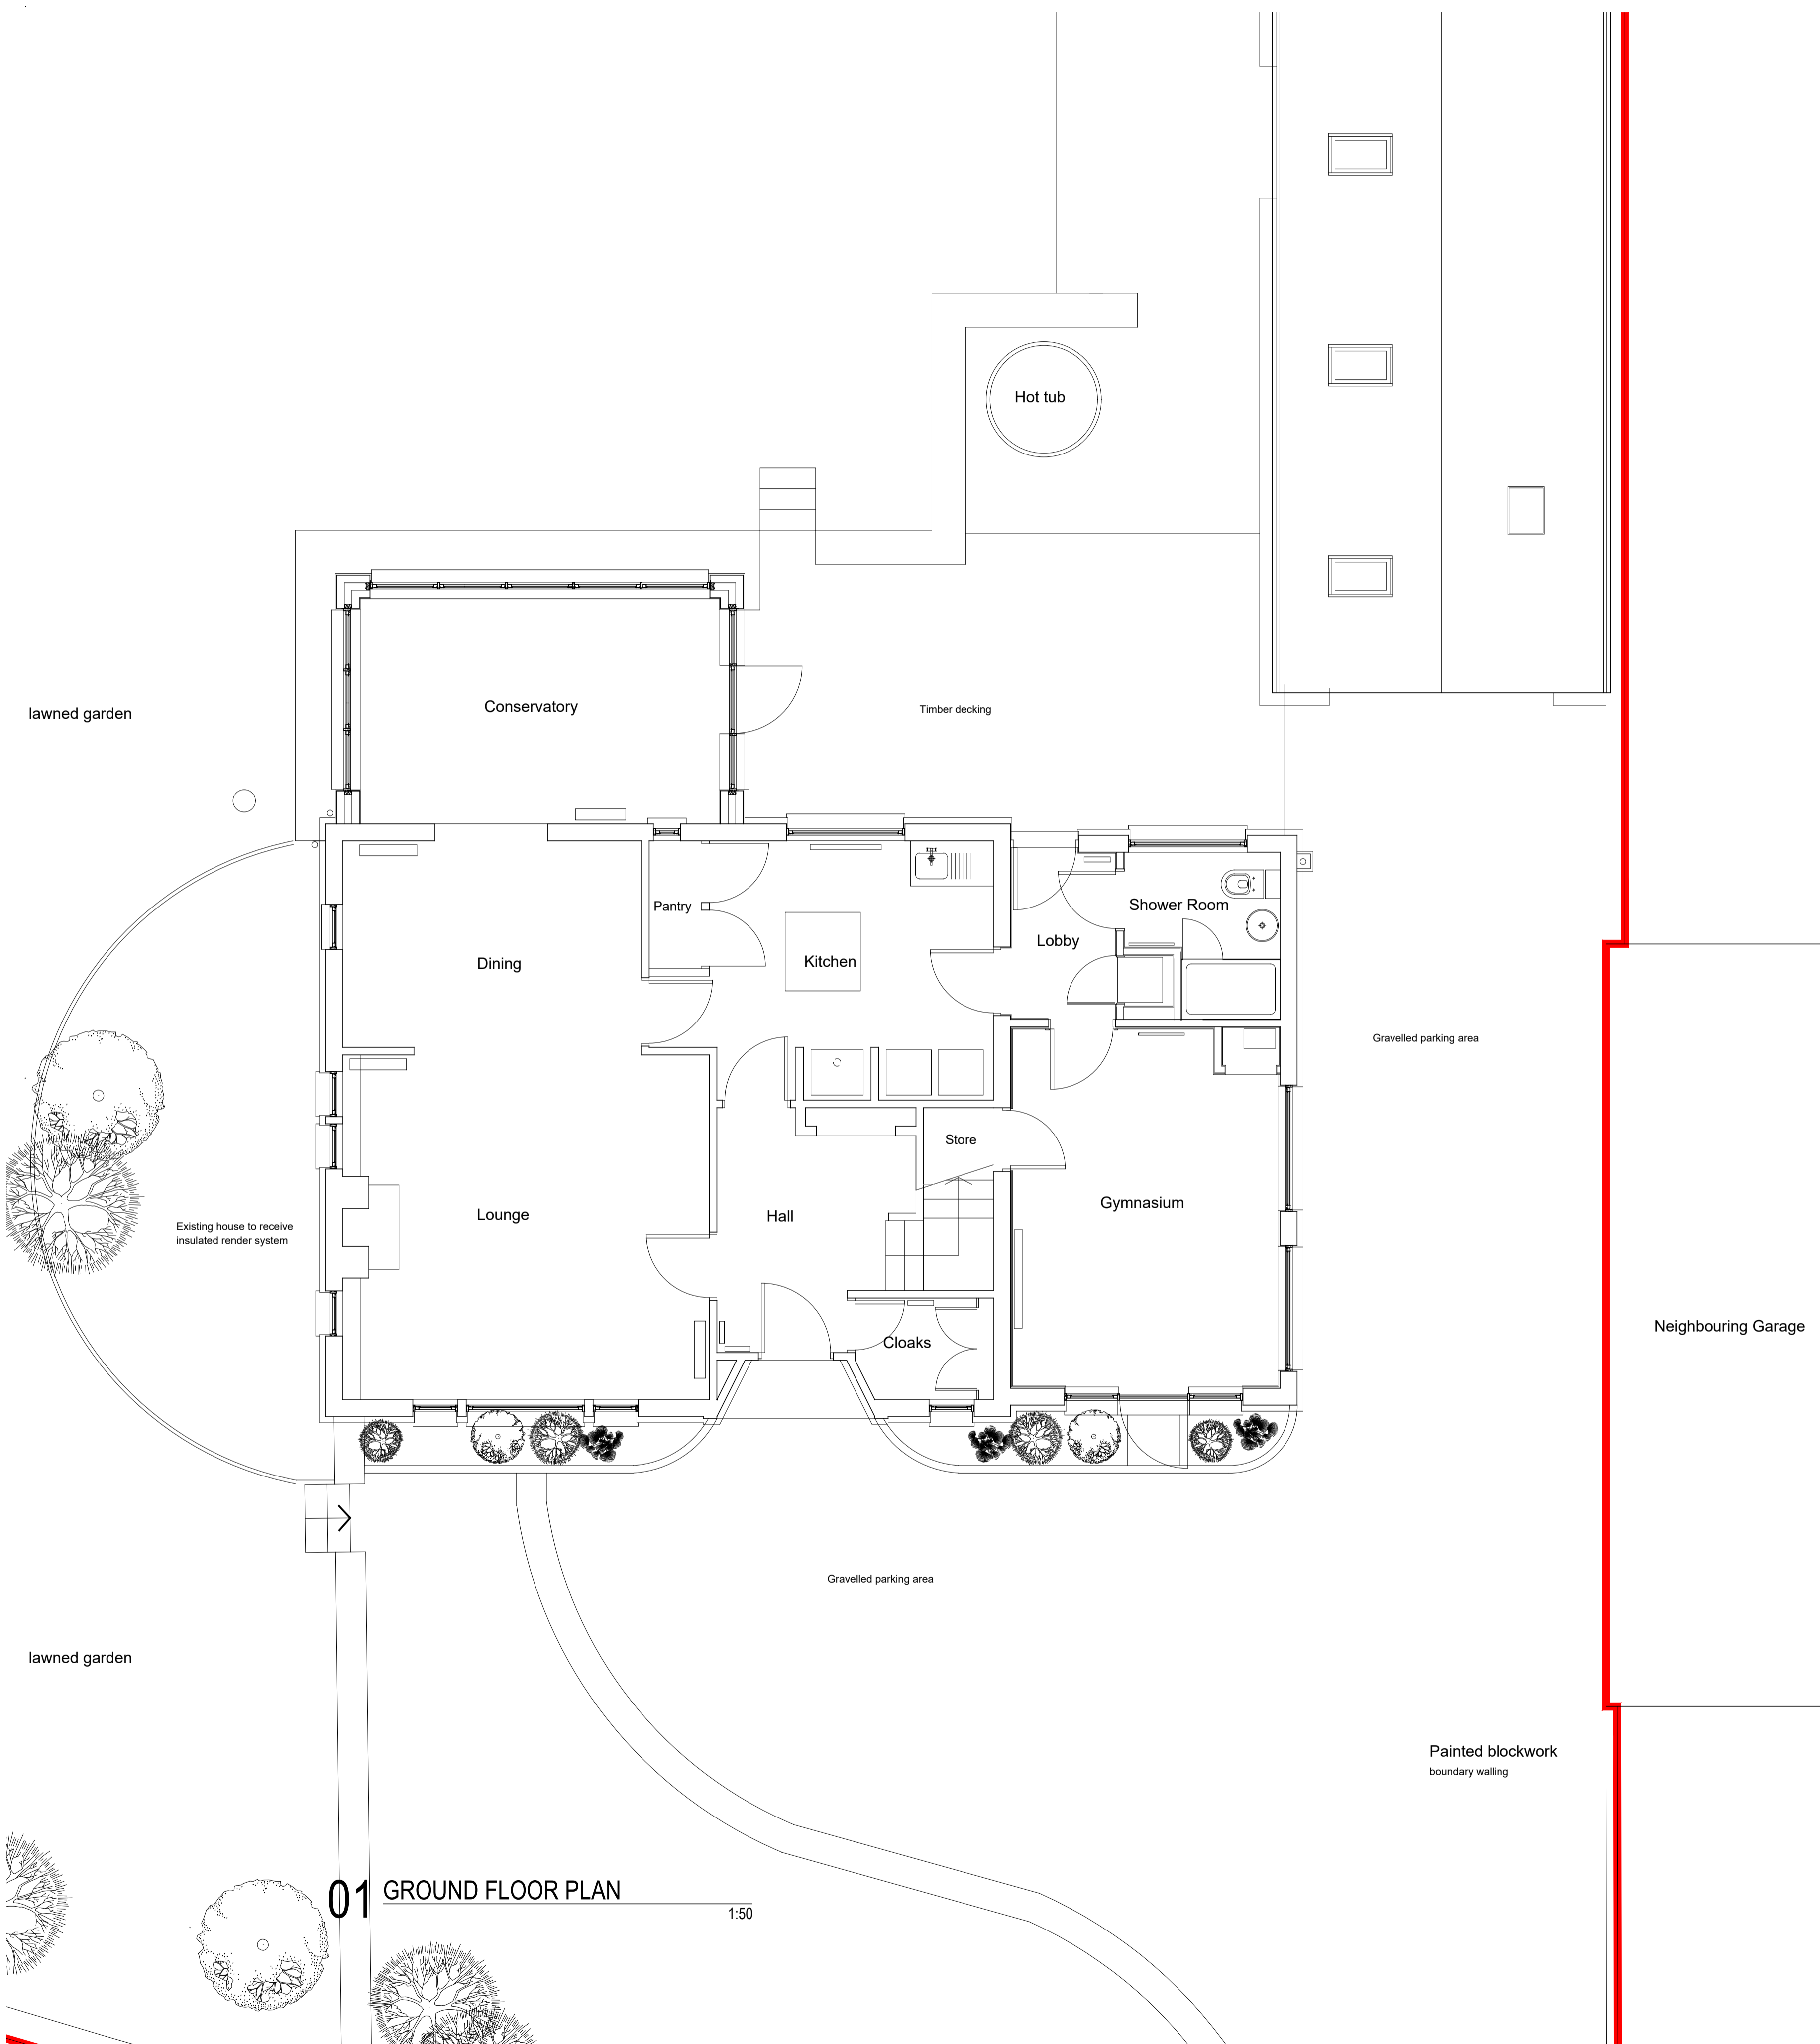 Hot tub
Conservatory
lawned garden
Timber decking
Pantry
Shower Room
Lobby
Dining
Kitchen
Gravelled parking area
Store
Gymnasium
Lounge
Hall
Existing house to receive
insulated render system
Neighbouring Garage
Cloaks
Gravelled parking area
lawned garden
Painted blockwork
boundary walling
01 GROUND FLOOR PLAN
1:50